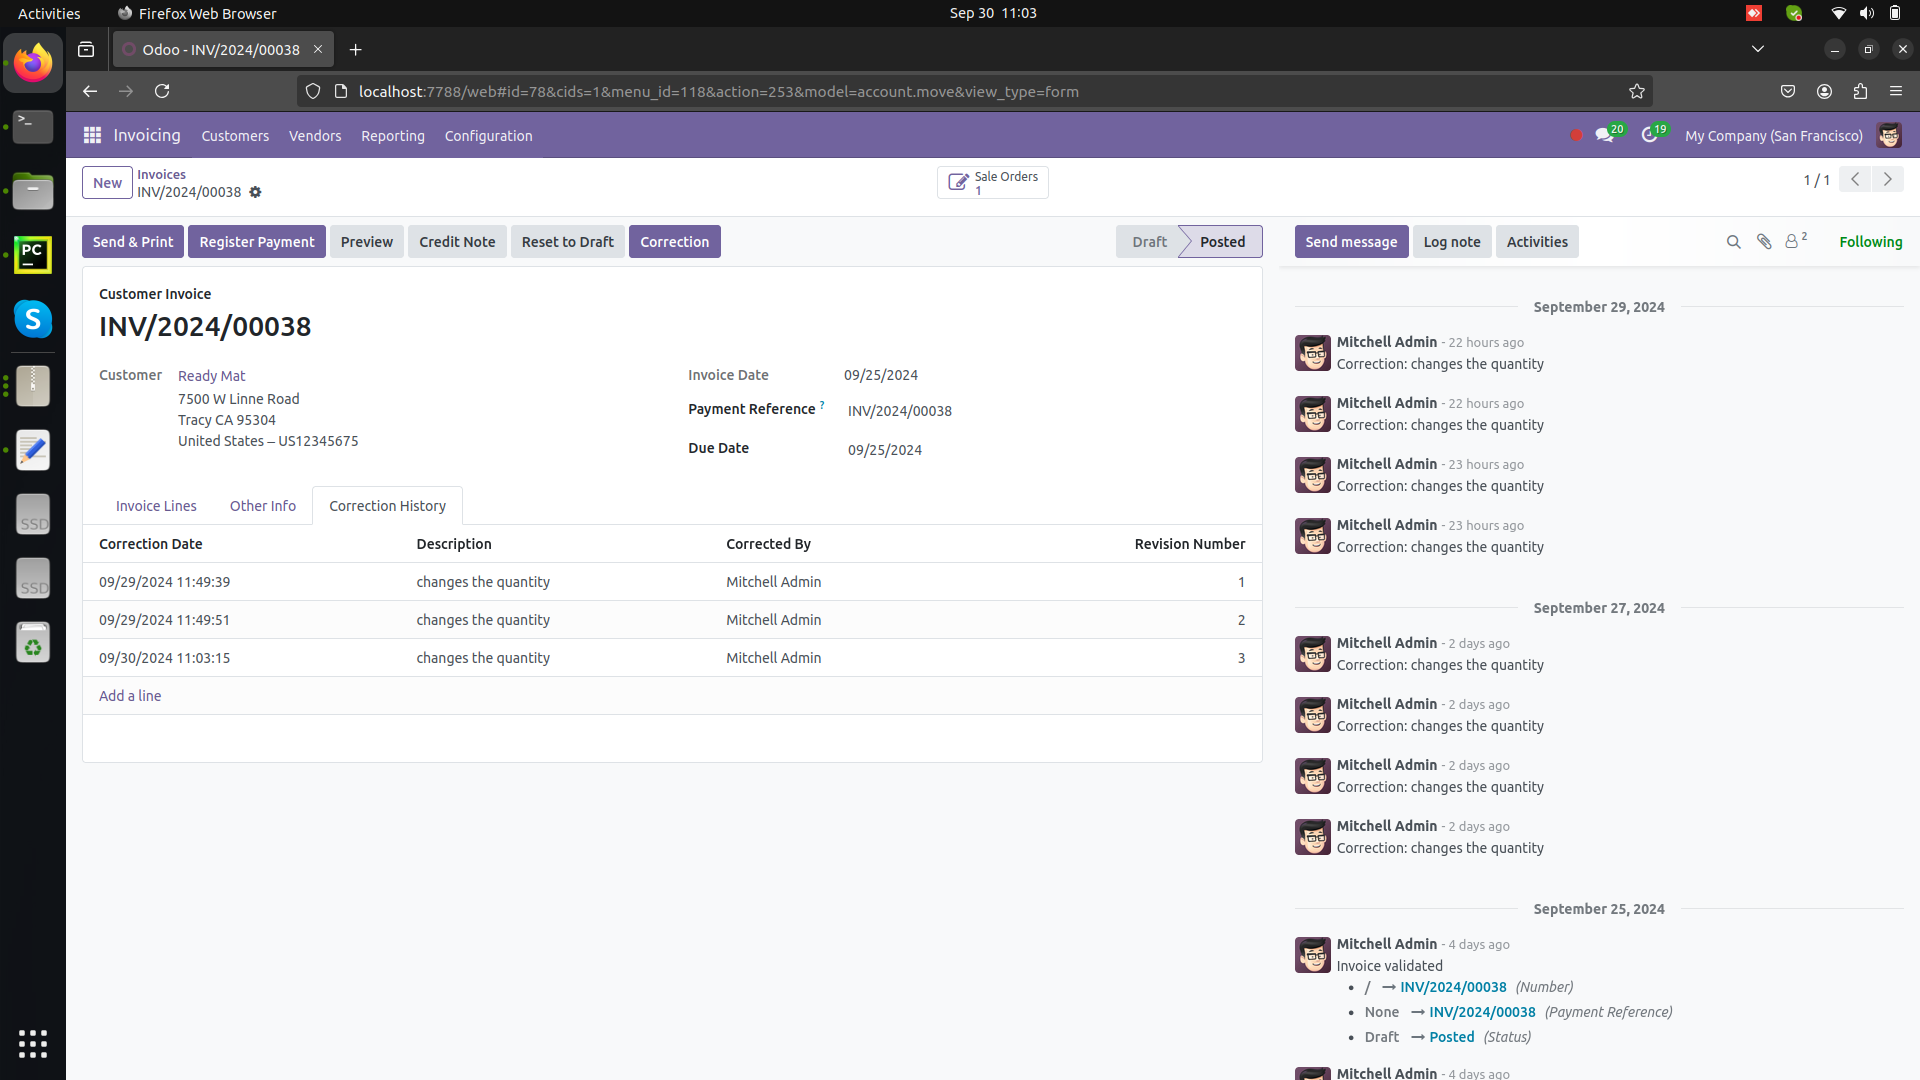 Activities
Firefox Web Browser
Sep 30 11:03
Odoo - INV/2024/00038
localhost:7788/web#id=78&cids=1&menu_id=118&action=253&model=account.move&view_type=form
Invoicing Customers Vendors Reporting Configuration
20
19
My Company (San Francisco)
New
Invoices
INV/2024/00038
Sale Orders
1
1 / 1
Send & Print Register Payment Preview Credit Note Reset to Draft Correction
Draft Posted
Send message Log note Activities
2
Following
Customer Invoice
INV/2024/00038
Customer Ready Mat
7500 W Linne Road
Tracy CA 95304
United States – US12345675
Invoice Date 09/25/2024
Payment Reference ? INV/2024/00038
Due Date 09/25/2024
Invoice Lines Other Info Correction History
Correction Date Description Corrected By Revision Number
09/29/2024 11:49:39 changes the quantity Mitchell Admin 1
09/29/2024 11:49:51 changes the quantity Mitchell Admin 2
09/30/2024 11:03:15 changes the quantity Mitchell Admin 3
Add a line
September 29, 2024
Mitchell Admin - 22 hours ago
Correction: changes the quantity
Mitchell Admin - 22 hours ago
Correction: changes the quantity
Mitchell Admin - 23 hours ago
Correction: changes the quantity
Mitchell Admin - 23 hours ago
Correction: changes the quantity
September 27, 2024
Mitchell Admin - 2 days ago
Correction: changes the quantity
Mitchell Admin - 2 days ago
Correction: changes the quantity
Mitchell Admin - 2 days ago
Correction: changes the quantity
Mitchell Admin - 2 days ago
Correction: changes the quantity
September 25, 2024
Mitchell Admin - 4 days ago
Invoice validated
• / → INV/2024/00038 (Number)
• None → INV/2024/00038 (Payment Reference)
• Draft → Posted (Status)
Mitchell Admin - 4 days ago
>_
PC
S
SSD
SSD